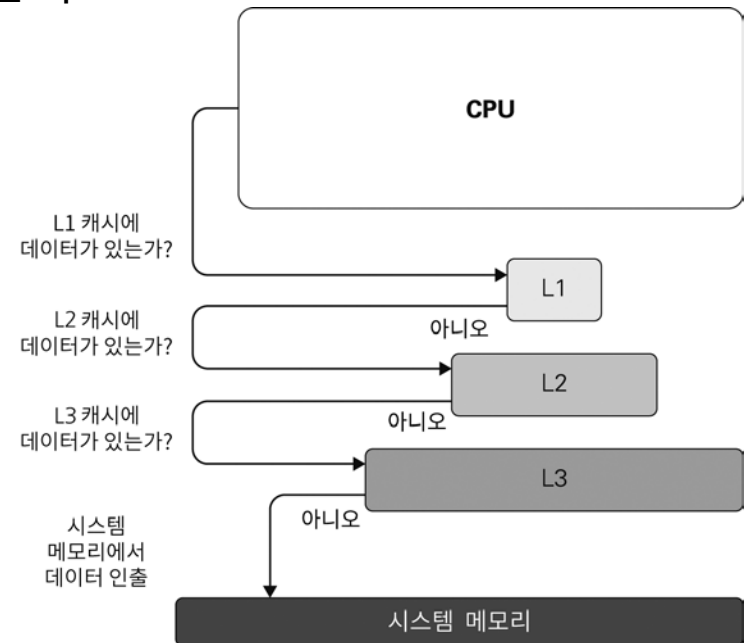 CPU
L1 캐시에
데이터가 있는가?
L1
아니오
L2 캐시에
데이터가 있는가?
L2
아니오
L3 캐시에
데이터가 있는가?
L3
아니오
시스템
메모리에서
데이터 인출
시스템 메모리